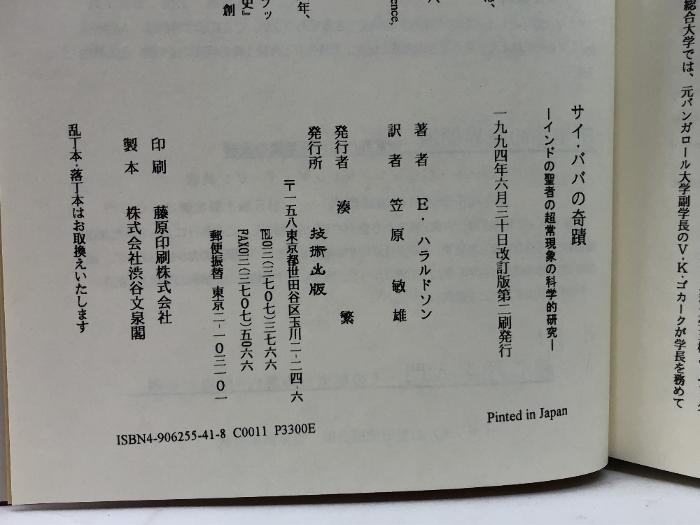 総合大学では、元バンガロール大学副学長のV・K・ゴカークが学長を務めて
ence,
年、
ソッ
史』
創
サイ・ババの奇蹟
―インドの聖者の超常現象の科学的研究―
一九九四年六月三十日改訂版第二刷発行
著者 E・ハラルドソン
訳者 笠原敏雄
発行者 湊 繁
発行所 技術出版
〒一五八東京都世田谷区玉川二-二四-六
TEL〇三(三七〇七)三七六六
FAX〇三(三七〇七)五〇六六
郵便振替 東京二-一〇三一〇一
印刷 藤原印刷株式会社
製本 株式会社渋谷文泉閣
乱丁本・落丁本はお取換えいたします
ISBN4-906255-41-8 C0011 P3300E
Pinted in Japan